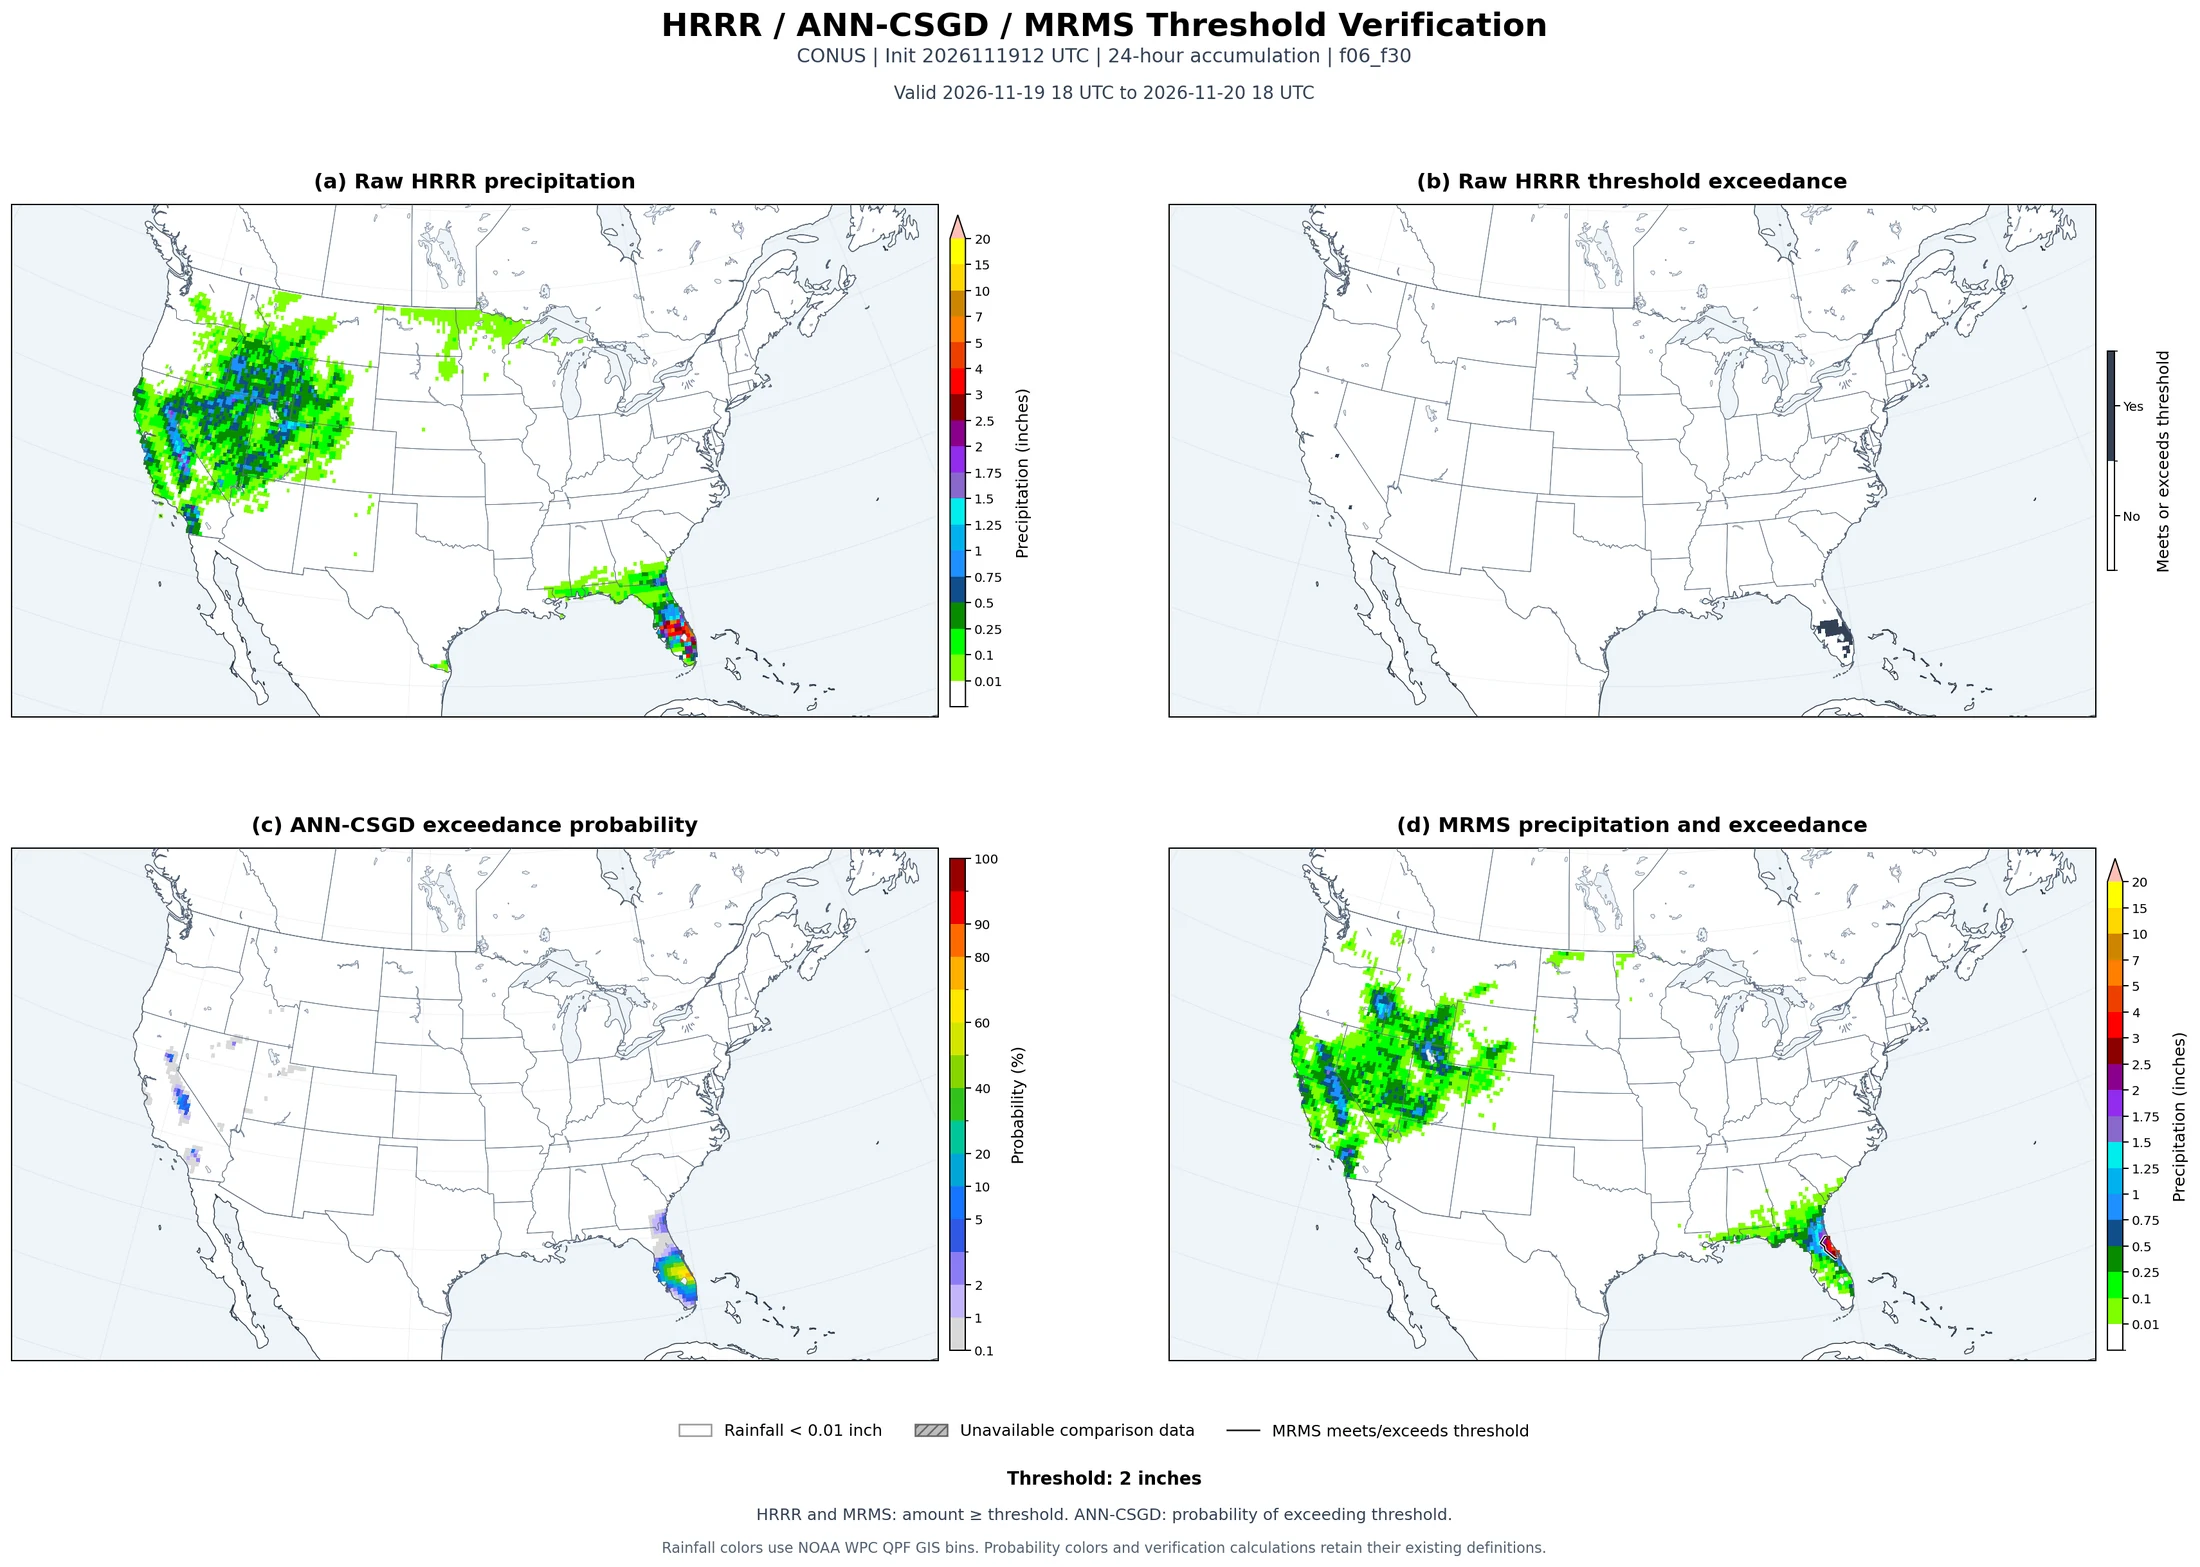 HRRR / ANN-CSGD / MRMS Threshold Verification
CONUS | Init 2026111912 UTC | 24-hour accumulation | f06_f30
Valid 2026-11-19 18 UTC to 2026-11-20 18 UTC
(a) Raw HRRR precipitation
20
15
10
7
5
4
3
2.5
2
1.75
1.5
1.25
1
0.75
0.5
0.25
0.1
0.01
Precipitation (inches)
(b) Raw HRRR threshold exceedance
Yes
No
Meets or exceeds threshold
(c) ANN-CSGD exceedance probability
100
90
80
60
40
20
10
5
2
1
0.1
Probability (%)
(d) MRMS precipitation and exceedance
20
15
10
7
5
4
3
2.5
2
1.75
1.5
1.25
1
0.75
0.5
0.25
0.1
0.01
Precipitation (inches)
Rainfall < 0.01 inch
Unavailable comparison data
MRMS meets/exceeds threshold
Threshold: 2 inches
HRRR and MRMS: amount ≥ threshold. ANN-CSGD: probability of exceeding threshold.
Rainfall colors use NOAA WPC QPF GIS bins. Probability colors and verification calculations retain their existing definitions.